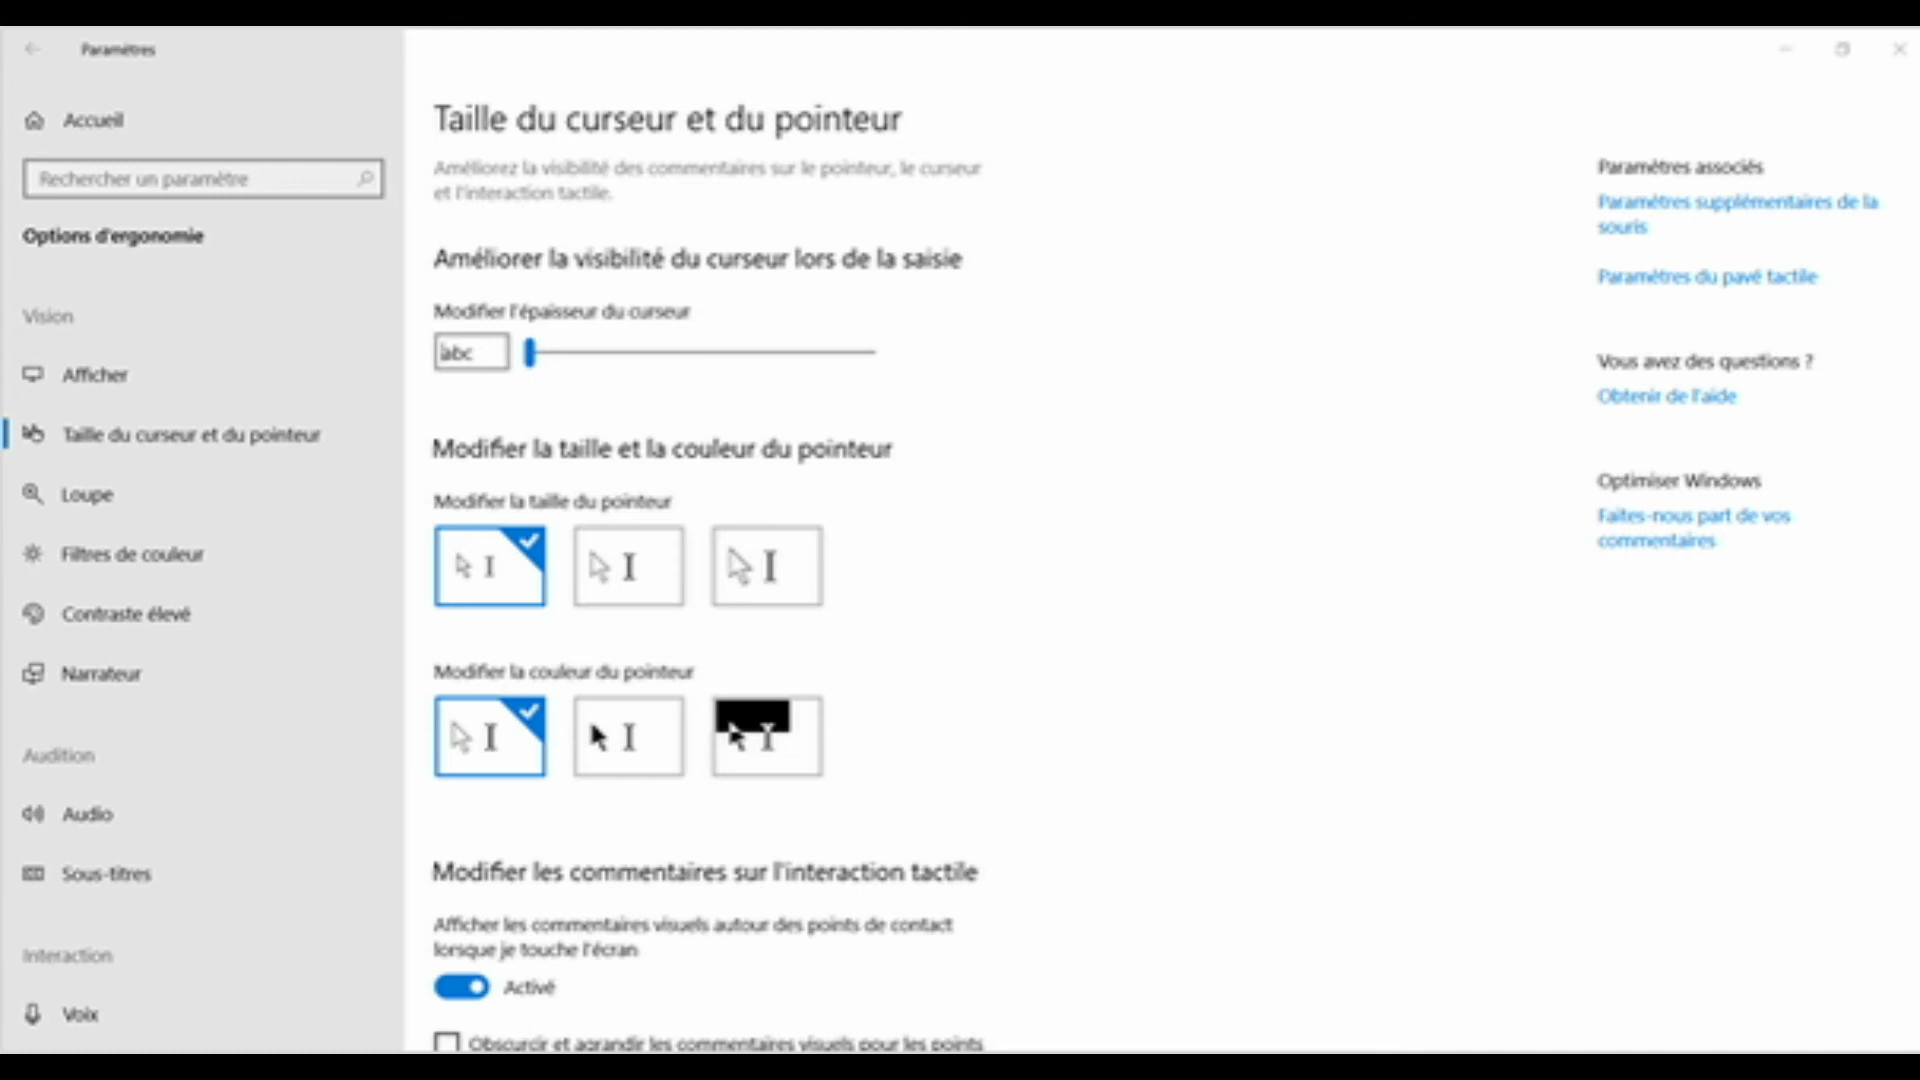 Paramètres
Accueil
Rechercher un paramètre
Options d'ergonomie
Vision
Afficher
Taille du curseur et du pointeur
Loupe
Filtres de couleur
Contraste élevé
Narrateur
Audition
Audio
Sous-titres
Interaction
Voix
Taille du curseur et du pointeur
Améliorez la visibilité des commentaires sur le pointeur, le curseur
et l'interaction tactile.
Améliorer la visibilité du curseur lors de la saisie
Modifier l'épaisseur du curseur
abc
Modifier la taille et la couleur du pointeur
Modifier la taille du pointeur
Modifier la couleur du pointeur
Modifier les commentaires sur l'interaction tactile
Afficher les commentaires visuels autour des points de contact
lorsque je touche l'écran
Activé
Obscurcir et agrandir les commentaires visuels pour les points
Paramètres associés
Paramètres supplémentaires de la
souris
Paramètres du pavé tactile
Vous avez des questions ?
Obtenir de l'aide
Optimiser Windows
Faites-nous part de vos
commentaires